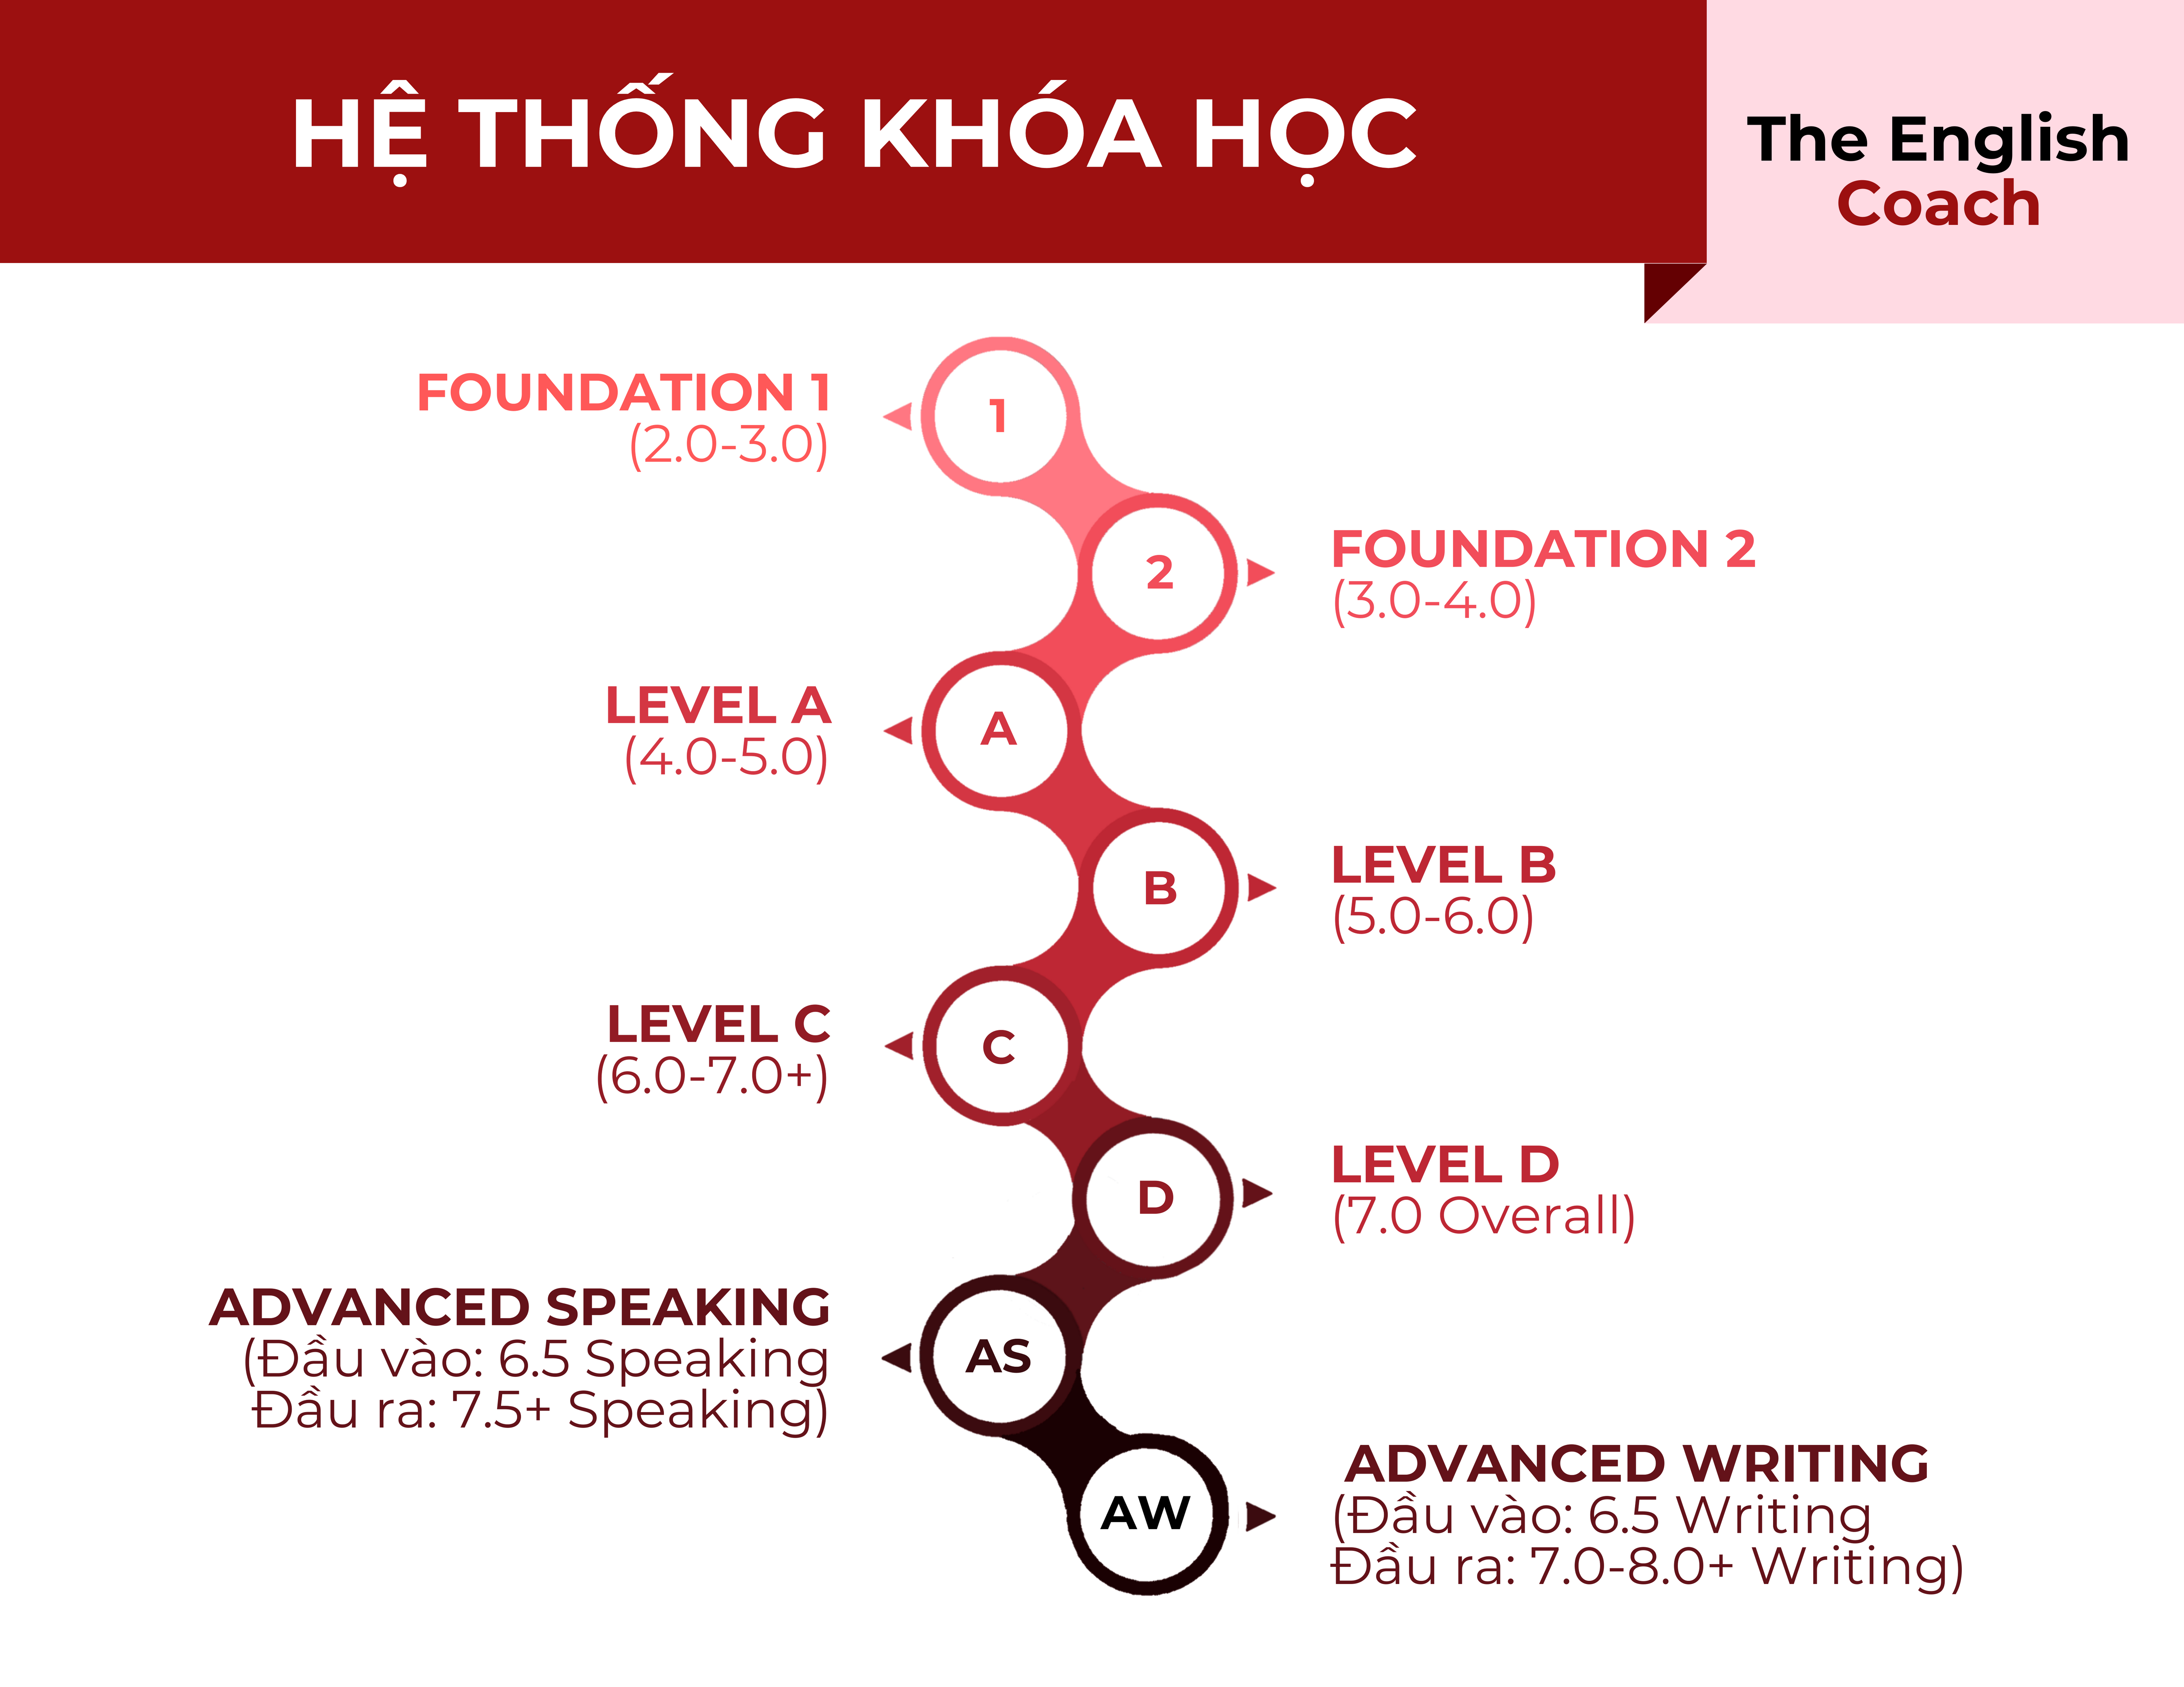 HỆ THỐNG KHÓA HỌC
The English
Coach
FOUNDATION 1
(2.0-3.0)
1
2
FOUNDATION 2
(3.0-4.0)
LEVEL A
(4.0-5.0)
A
B
LEVEL B
(5.0-6.0)
LEVEL C
(6.0-7.0+)
C
D
LEVEL D
(7.0 Overall)
ADVANCED SPEAKING
(Đầu vào: 6.5 Speaking
Đầu ra: 7.5+ Speaking)
AS
AW
ADVANCED WRITING
(Đầu vào: 6.5 Writing
Đầu ra: 7.0-8.0+ Writing)